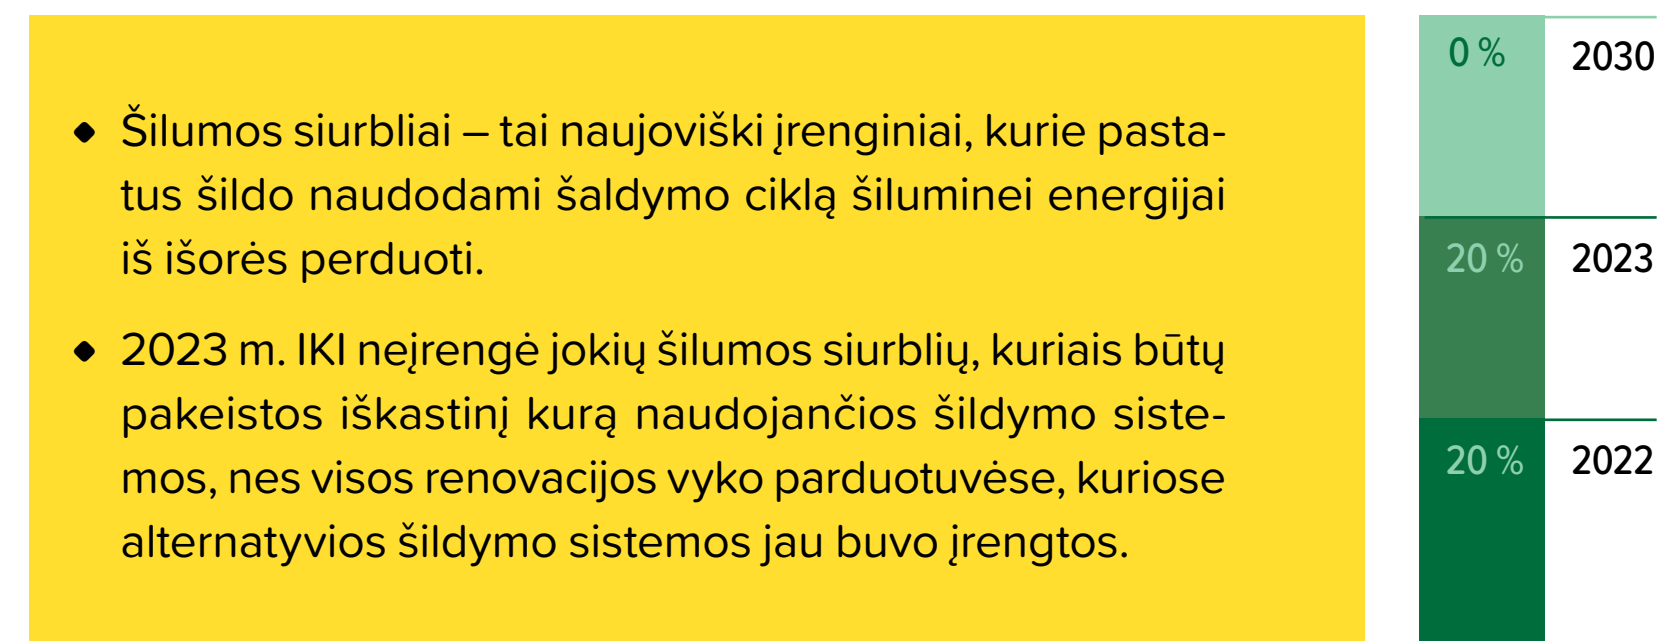 • Šilumos siurbliai – tai naujoviški įrenginiai, kurie pasta-
tus šildo naudodami šaldymo ciklą šiluminei energijai
iš išorės perduoti.
• 2023 m. IKI neįrengė jokių šilumos siurblių, kuriais būtų
pakeistos iškastinį kurą naudojančios šildymo siste-
mos, nes visos renovacijos vyko parduotuvėse, kuriose
alternatyvios šildymo sistemos jau buvo įrengtos.
0 % 2030
20 % 2023
20 % 2022